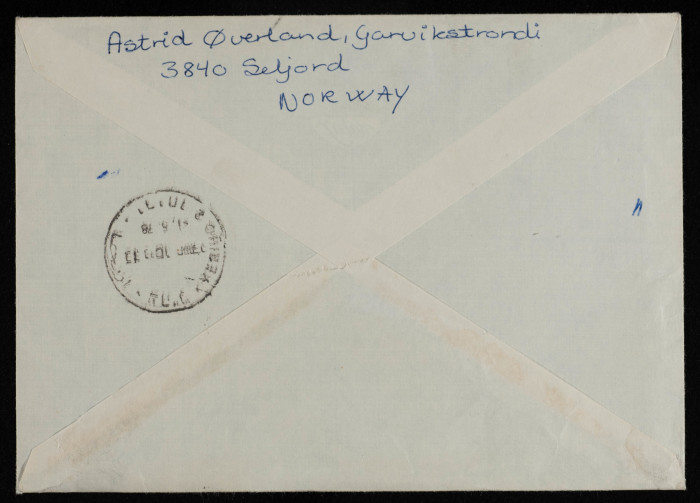 Astrid Øverland, Garvikstrondi
3840 Seljord
NORWAY